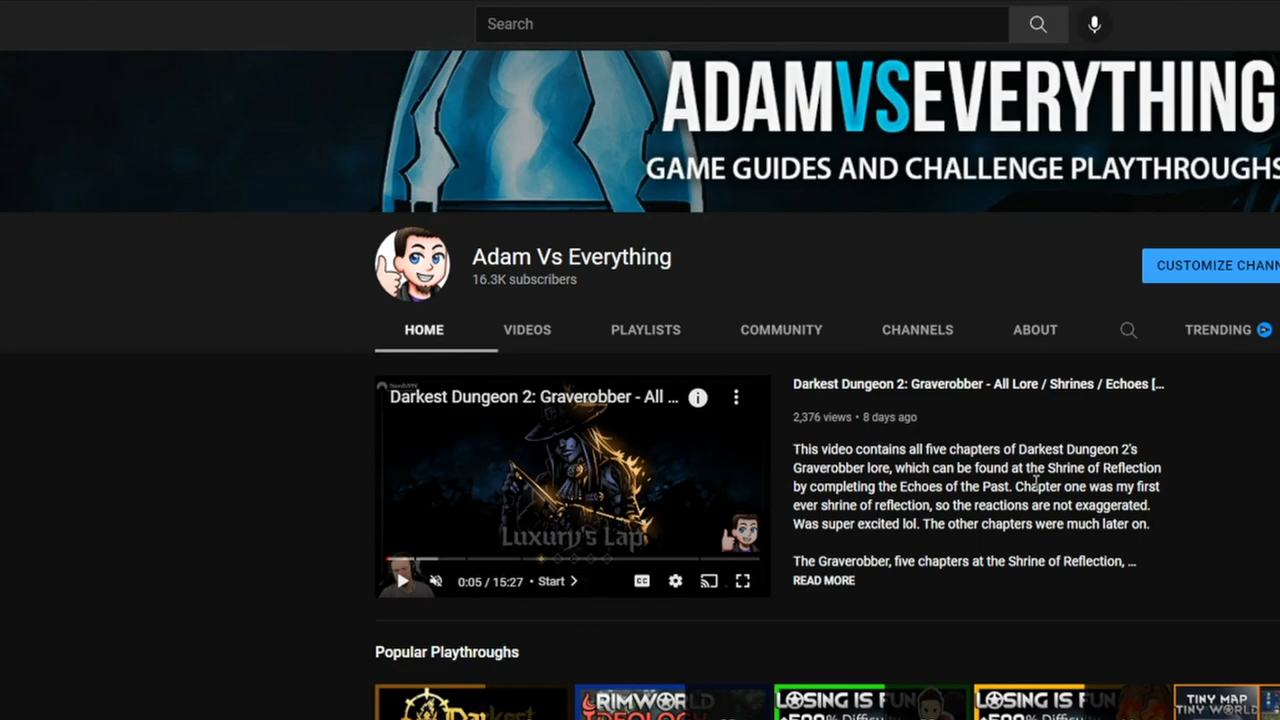 Search
ADAMVSEVERYTHING
GAME GUIDES AND CHALLENGE PLAYTHROUGHS
Adam Vs Everything
16.3K subscribers
CUSTOMIZE CHANN
HOME VIDEOS PLAYLISTS COMMUNITY CHANNELS ABOUT TRENDING
Darkest Dungeon 2: Graverobber - All ...
Luxury's Lap
0:05 / 15:27 • Start
CC
Darkest Dungeon 2: Graverobber - All Lore / Shrines / Echoes [...
2,376 views • 8 days ago
This video contains all five chapters of Darkest Dungeon 2's
Graverobber lore, which can be found at the Shrine of Reflection
by completing the Echoes of the Past. Chapter one was my first
ever shrine of reflection, so the reactions are not exaggerated.
Was super excited lol. The other chapters were much later on.
The Graverobber, five chapters at the Shrine of Reflection, ...
READ MORE
Popular Playthroughs
Darkest
RIMWORLD
IDEOLOGY
LOSING IS FUN
+500% Difficu
LOSING IS FUN
+500% Difficul
TINY MAP
TINY WORLD